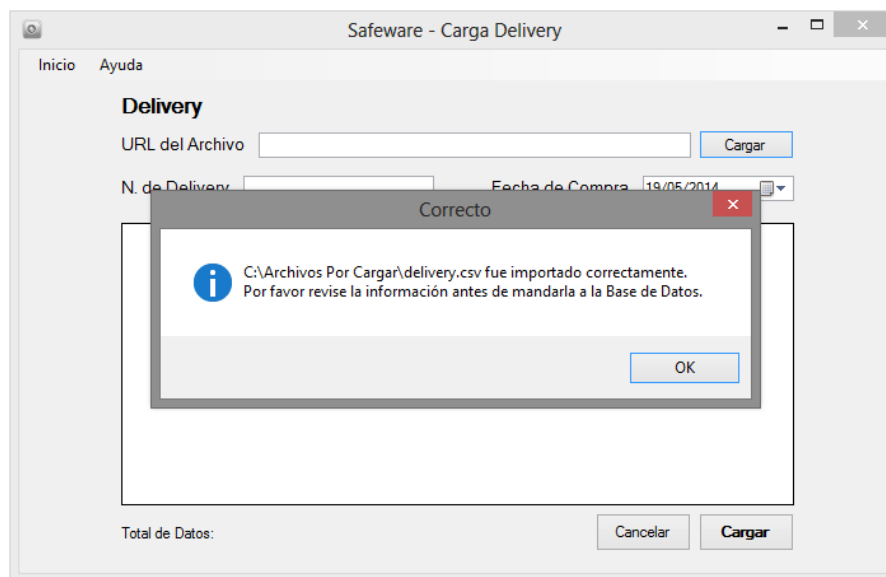 Safeware - Carga Delivery
Inicio Ayuda
Delivery
URL del Archivo Cargar
N. de Delivery Fecha de Compra 19/05/2014
Correcto
C:\Archivos Por Cargar\delivery.csv fue importado correctamente.
Por favor revise la información antes de mandarla a la Base de Datos.
OK
Total de Datos: Cancelar Cargar